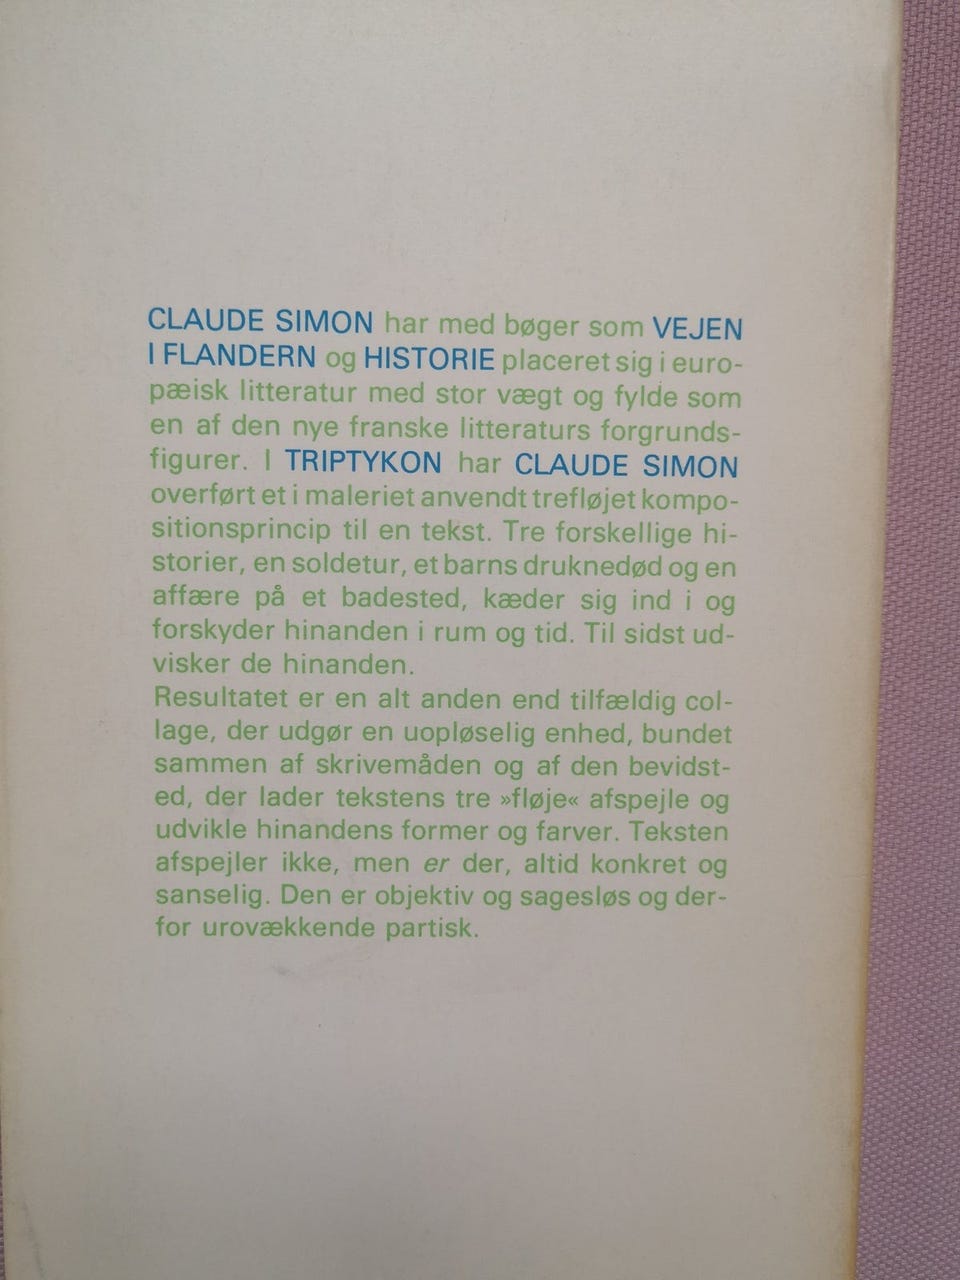 CLAUDE SIMON har med bøger som VEJEN
I FLANDERN og HISTORIE placeret sig i euro-
pæisk litteratur med stor vægt og fylde som
en af den nye franske litteraturs forgrunds-
figurer. I TRIPTYKON har CLAUDE SIMON
overført et i maleriet anvendt trefløjet kompo-
sitionsprincip til en tekst. Tre forskellige hi-
storier, en soldetur, et barns druknedød og en
affære på et badested, kæder sig ind i og
forskyder hinanden i rum og tid. Til sidst ud-
visker de hinanden.
Resultatet er en alt anden end tilfældig col-
lage, der udgør en uopløselig enhed, bundet
sammen af skrivemåden og af den bevidst-
ed, der lader tekstens tre »fløje« afspejle og
udvikle hinandens former og farver. Teksten
afspejler ikke, men er der, altid konkret og
sanselig. Den er objektiv og sagesløs og der-
for urovækkende partisk.